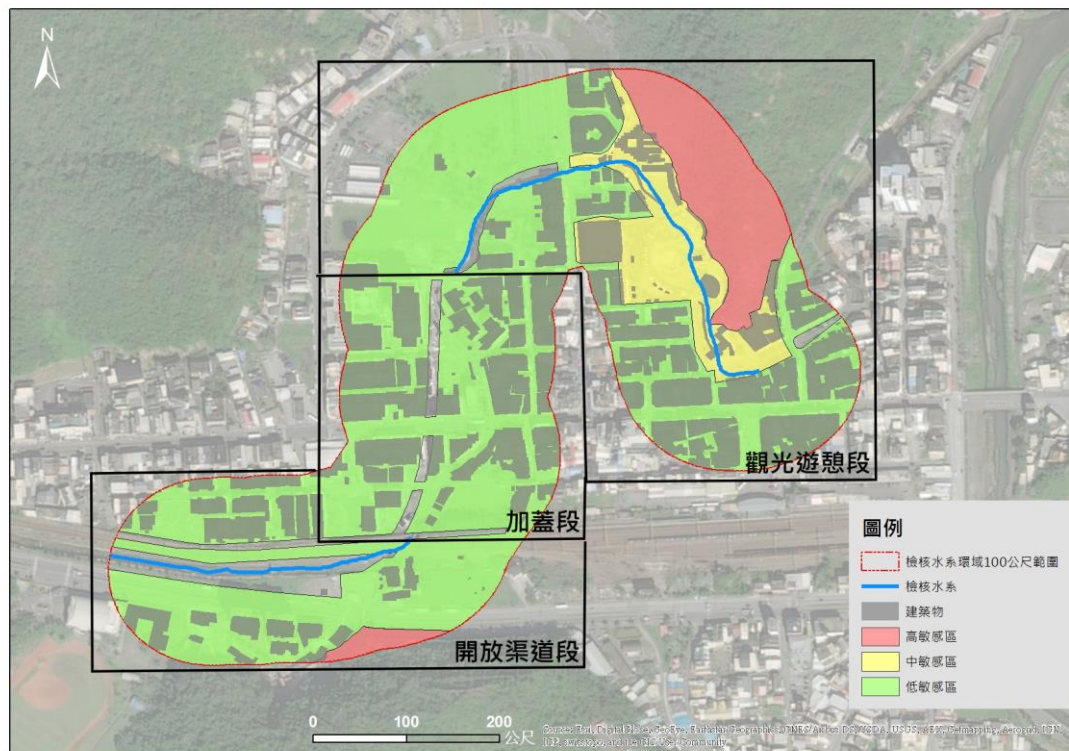 N
觀光遊憩段
加蓋段
開放渠道段
圖例
檢核水系環域100公尺範圍
檢核水系
建築物
高敏感區
中敏感區
低敏感區
0 100 200
公尺
User Community